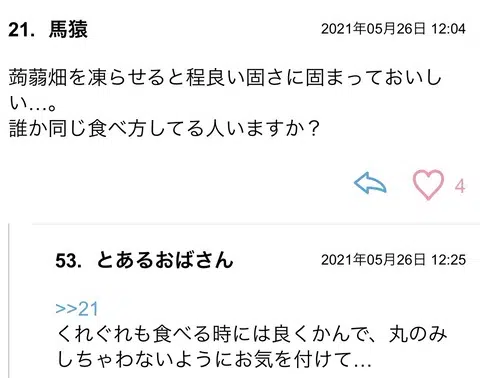 21. 馬猿 2021年05月26日 12:04
蒟蒻畑を凍らせると程良い固さに固まっておいし
い…。
誰か同じ食べ方してる人いますか？
4
53. とあるおばさん 2021年05月26日 12:25
>>21
くれぐれも食べる時には良くかんで、丸のみ
しちゃわないようにお気を付けて…